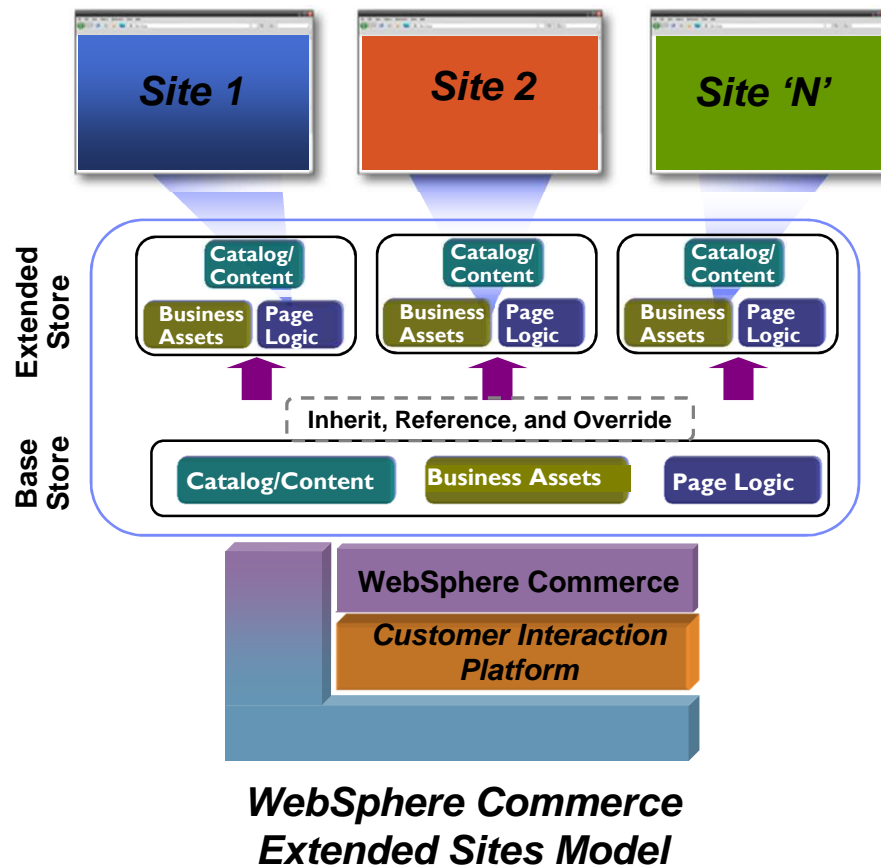 Site 1
Site 2
Site ‘N’
Extended
Store
Catalog/
Content
Business
Assets
Page
Logic
Catalog/
Content
Business
Assets
Page
Logic
Catalog/
Content
Business
Assets
Page
Logic
Inherit, Reference, and Override
Base
Store
Catalog/Content
Business Assets
Page Logic
WebSphere Commerce
Customer Interaction
Platform
WebSphere Commerce
Extended Sites Model